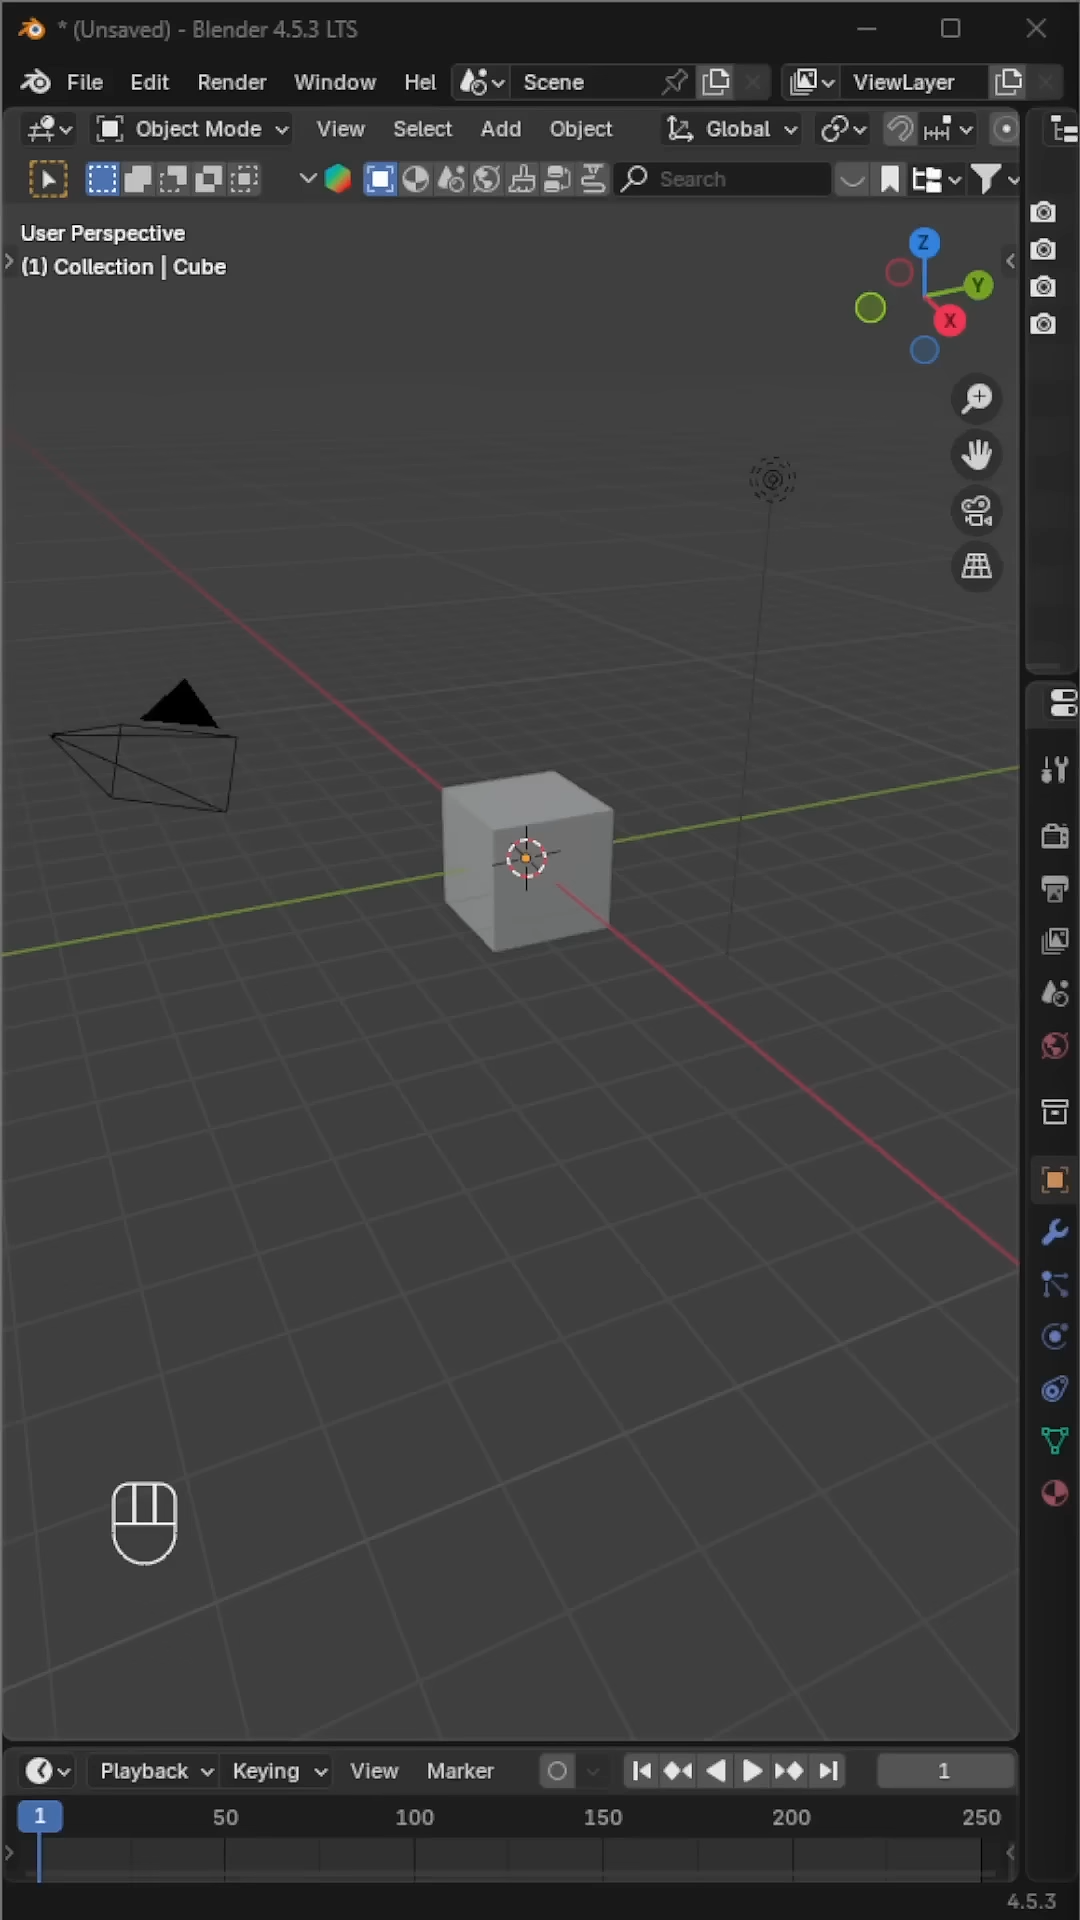 * (Unsaved) - Blender 4.5.3 LTS
File Edit Render Window Hel Scene ViewLayer
Object Mode View Select Add Object Global
Search
User Perspective
(1) Collection | Cube
Z
Y
X
Playback Keying View Marker 1
1 50 100 150 200 250
4.5.3